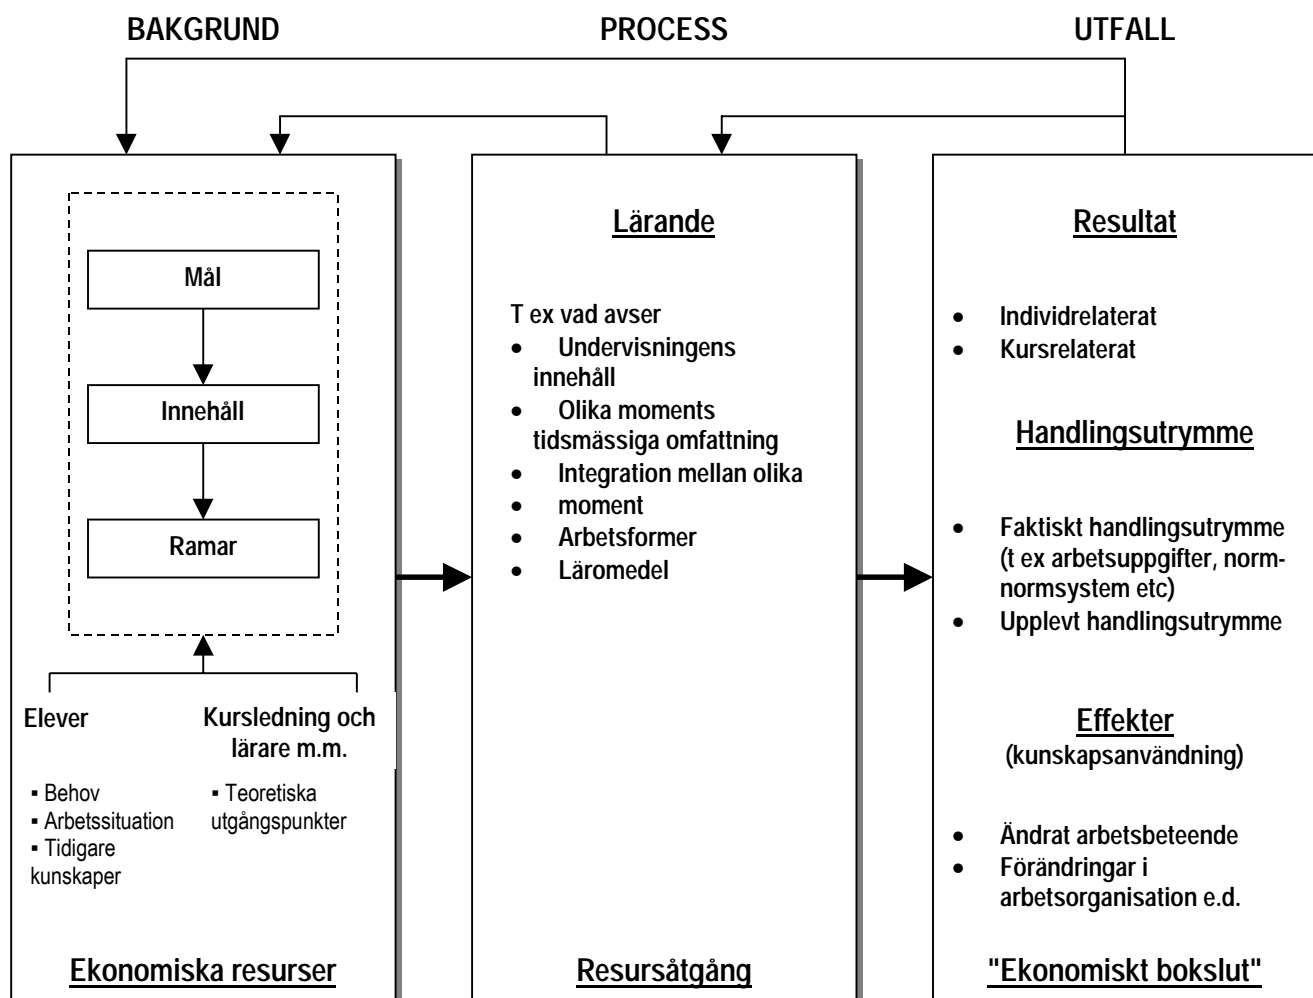 BAKGRUND
PROCESS
UTFALL
Mål
Innehåll
Ramar
Elever
▪ Behov
▪ Arbetssituation
▪ Tidigare
kunskaper
Kursledning och
lärare m.m.
▪ Teoretiska
utgångspunkter
Ekonomiska resurser
Lärande
T ex vad avser
• Undervisningens
innehåll
• Olika moments
tidsmässiga omfattning
• Integration mellan olika
• moment
• Arbetsformer
• Läromedel
Resursåtgång
Resultat
• Individrelaterat
• Kursrelaterat
Handlingsutrymme
• Faktiskt handlingsutrymme
(t ex arbetsuppgifter, norm-
normsystem etc)
• Upplevt handlingsutrymme
Effekter
(kunskapsanvändning)
• Ändrat arbetsbeteende
• Förändringar i
arbetsorganisation e.d.
"Ekonomiskt bokslut"